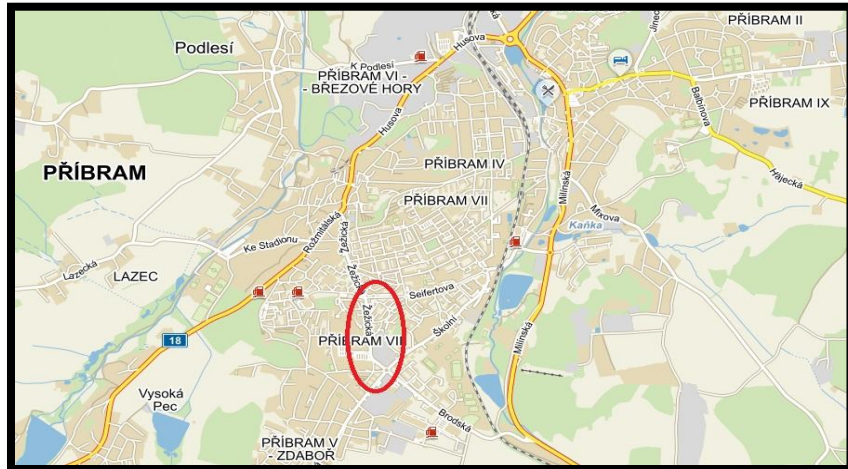 PŘÍBRAM II
Jinec
Podlesí
Husova
K Podlesí
PŘÍBRAM VI -
- BŘEZOVÉ HORY
PŘÍBRAM IX
Balbínova
Husova
PŘÍBRAM IV
PŘÍBRAM
Hájecká
Milínská
PŘÍBRAM VII
Mixova
Rožmitálská
Žežická
Kaňka
Ke Stadionu
Lazecká
LAZEC
Žežická
Seifertova
Žežická
Školní
18
PŘÍBRAM VII
Milínská
Vysoká
Pec
Brodská
PŘÍBRAM V
- ZDABOŘ